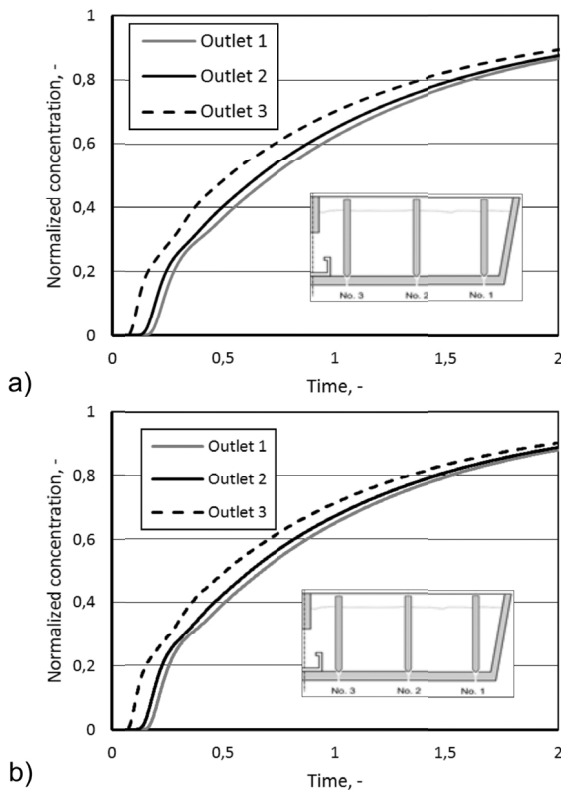 Normalized concentration, -
1
0,8
0,6
0,4
0,2
0
Outlet 1
Outlet 2
Outlet 3
No. 3 No. 2 No. 1
0 0,5 1 1,5 2
Time, -
a)
Normalized concentration, -
1
0,8
0,6
0,4
0,2
0
Outlet 1
Outlet 2
Outlet 3
No. 3 No. 2 No. 1
0 0,5 1 1,5 2
Time, -
b)